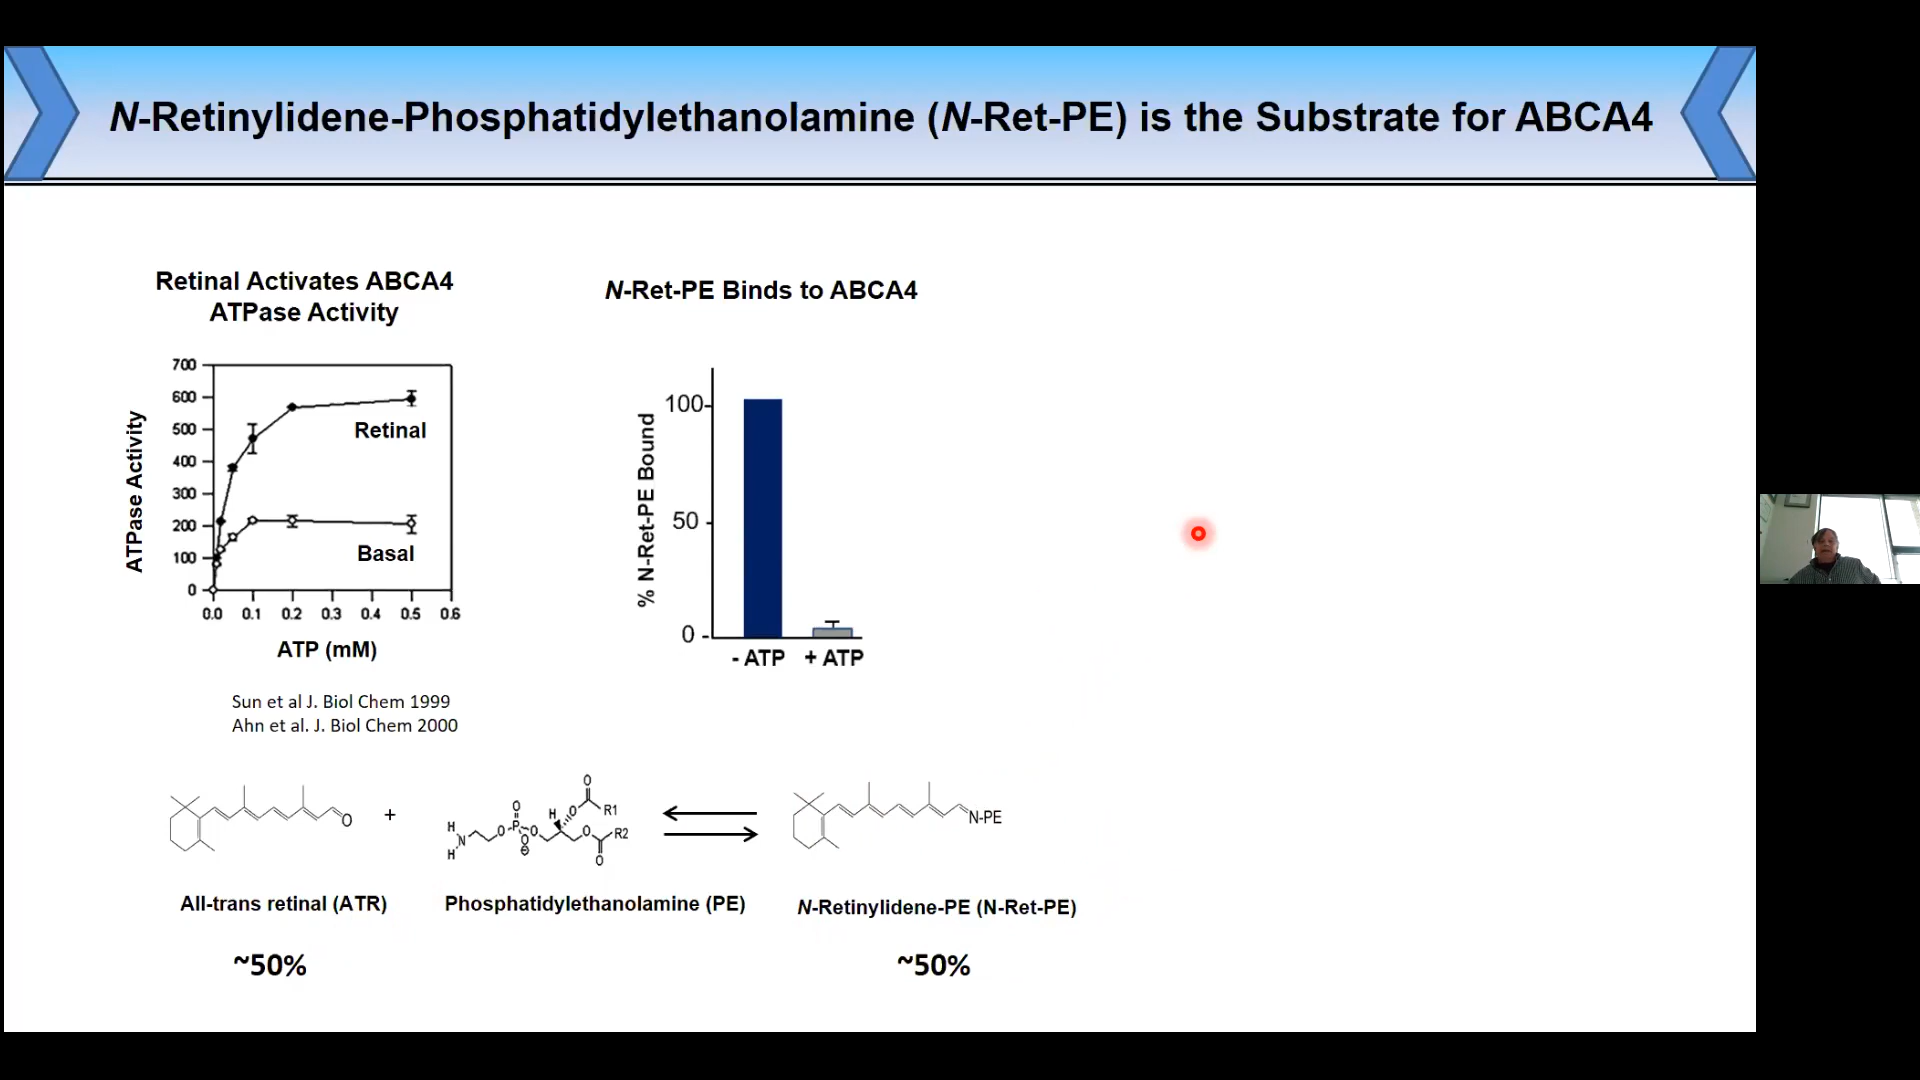 N-Retinylidene-Phosphatidylethanolamine (N-Ret-PE) is the Substrate for ABCA4
Retinal Activates ABCA4
ATPase Activity
700
600
500
400
300
200
100
0
ATPase Activity
Retinal
Basal
0.0 0.1 0.2 0.3 0.4 0.5 0.6
ATP (mM)
Sun et al J. Biol Chem 1999
Ahn et al. J. Biol Chem 2000
N-Ret-PE Binds to ABCA4
% N-Ret-PE Bound
100
50
0
- ATP + ATP
O
+
H
N
H
O
P
O
O
⊖
O
H
O
O
R1
O
R2
O
N-PE
All-trans retinal (ATR)
Phosphatidylethanolamine (PE)
N-Retinylidene-PE (N-Ret-PE)
~50%
~50%